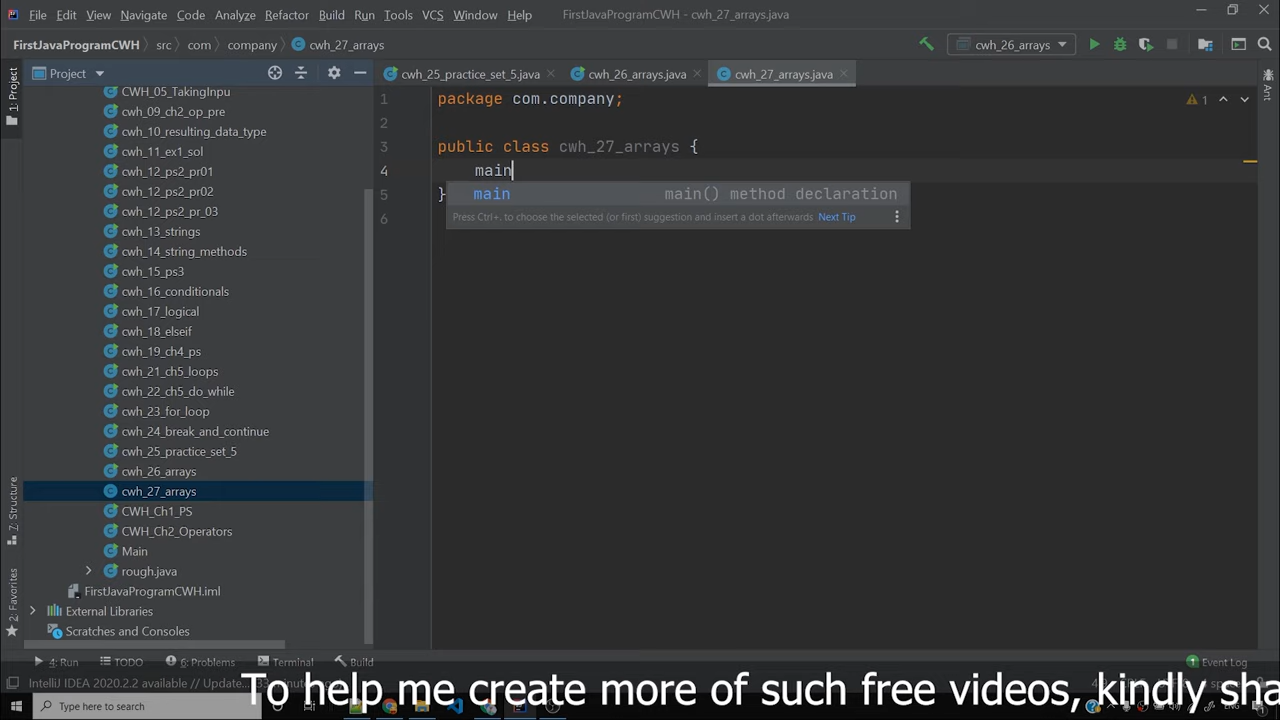 File Edit View Navigate Code Analyze Refactor Build Run Tools VCS Window Help FirstJavaProgramCWH - cwh_27_arrays.java
FirstJavaProgramCWH src com company cwh_27_arrays cwh_26_arrays
Project cwh_25_practice_set_5.java cwh_26_arrays.java cwh_27_arrays.java
1: Project
Ant
CWH_05_TakingInpu
cwh_09_ch2_op_pre
cwh_10_resulting_data_type
cwh_11_ex1_sol
cwh_12_ps2_pr01
cwh_12_ps2_pr02
cwh_12_ps2_pr_03
cwh_13_strings
cwh_14_string_methods
cwh_15_ps3
cwh_16_conditionals
cwh_17_logical
cwh_18_elseif
cwh_19_ch4_ps
cwh_21_ch5_loops
cwh_22_ch5_do_while
cwh_23_for_loop
cwh_24_break_and_continue
cwh_25_practice_set_5
cwh_26_arrays
cwh_27_arrays
CWH_Ch1_PS
CWH_Ch2_Operators
Main
rough.java
FirstJavaProgramCWH.iml
External Libraries
Scratches and Consoles
7: Structure
2: Favorites
1 package com.company;
1
2
3 public class cwh_27_arrays {
4 main
5 }
6
main main() method declaration
Press Ctrl+. to choose the selected (or first) suggestion and insert a dot afterwards Next Tip
4: Run TODO 6: Problems Terminal Build Event Log
IntelliJ IDEA 2020.2.2 available // Update...
To help me create more of such free videos, kindly sha
Type here to search